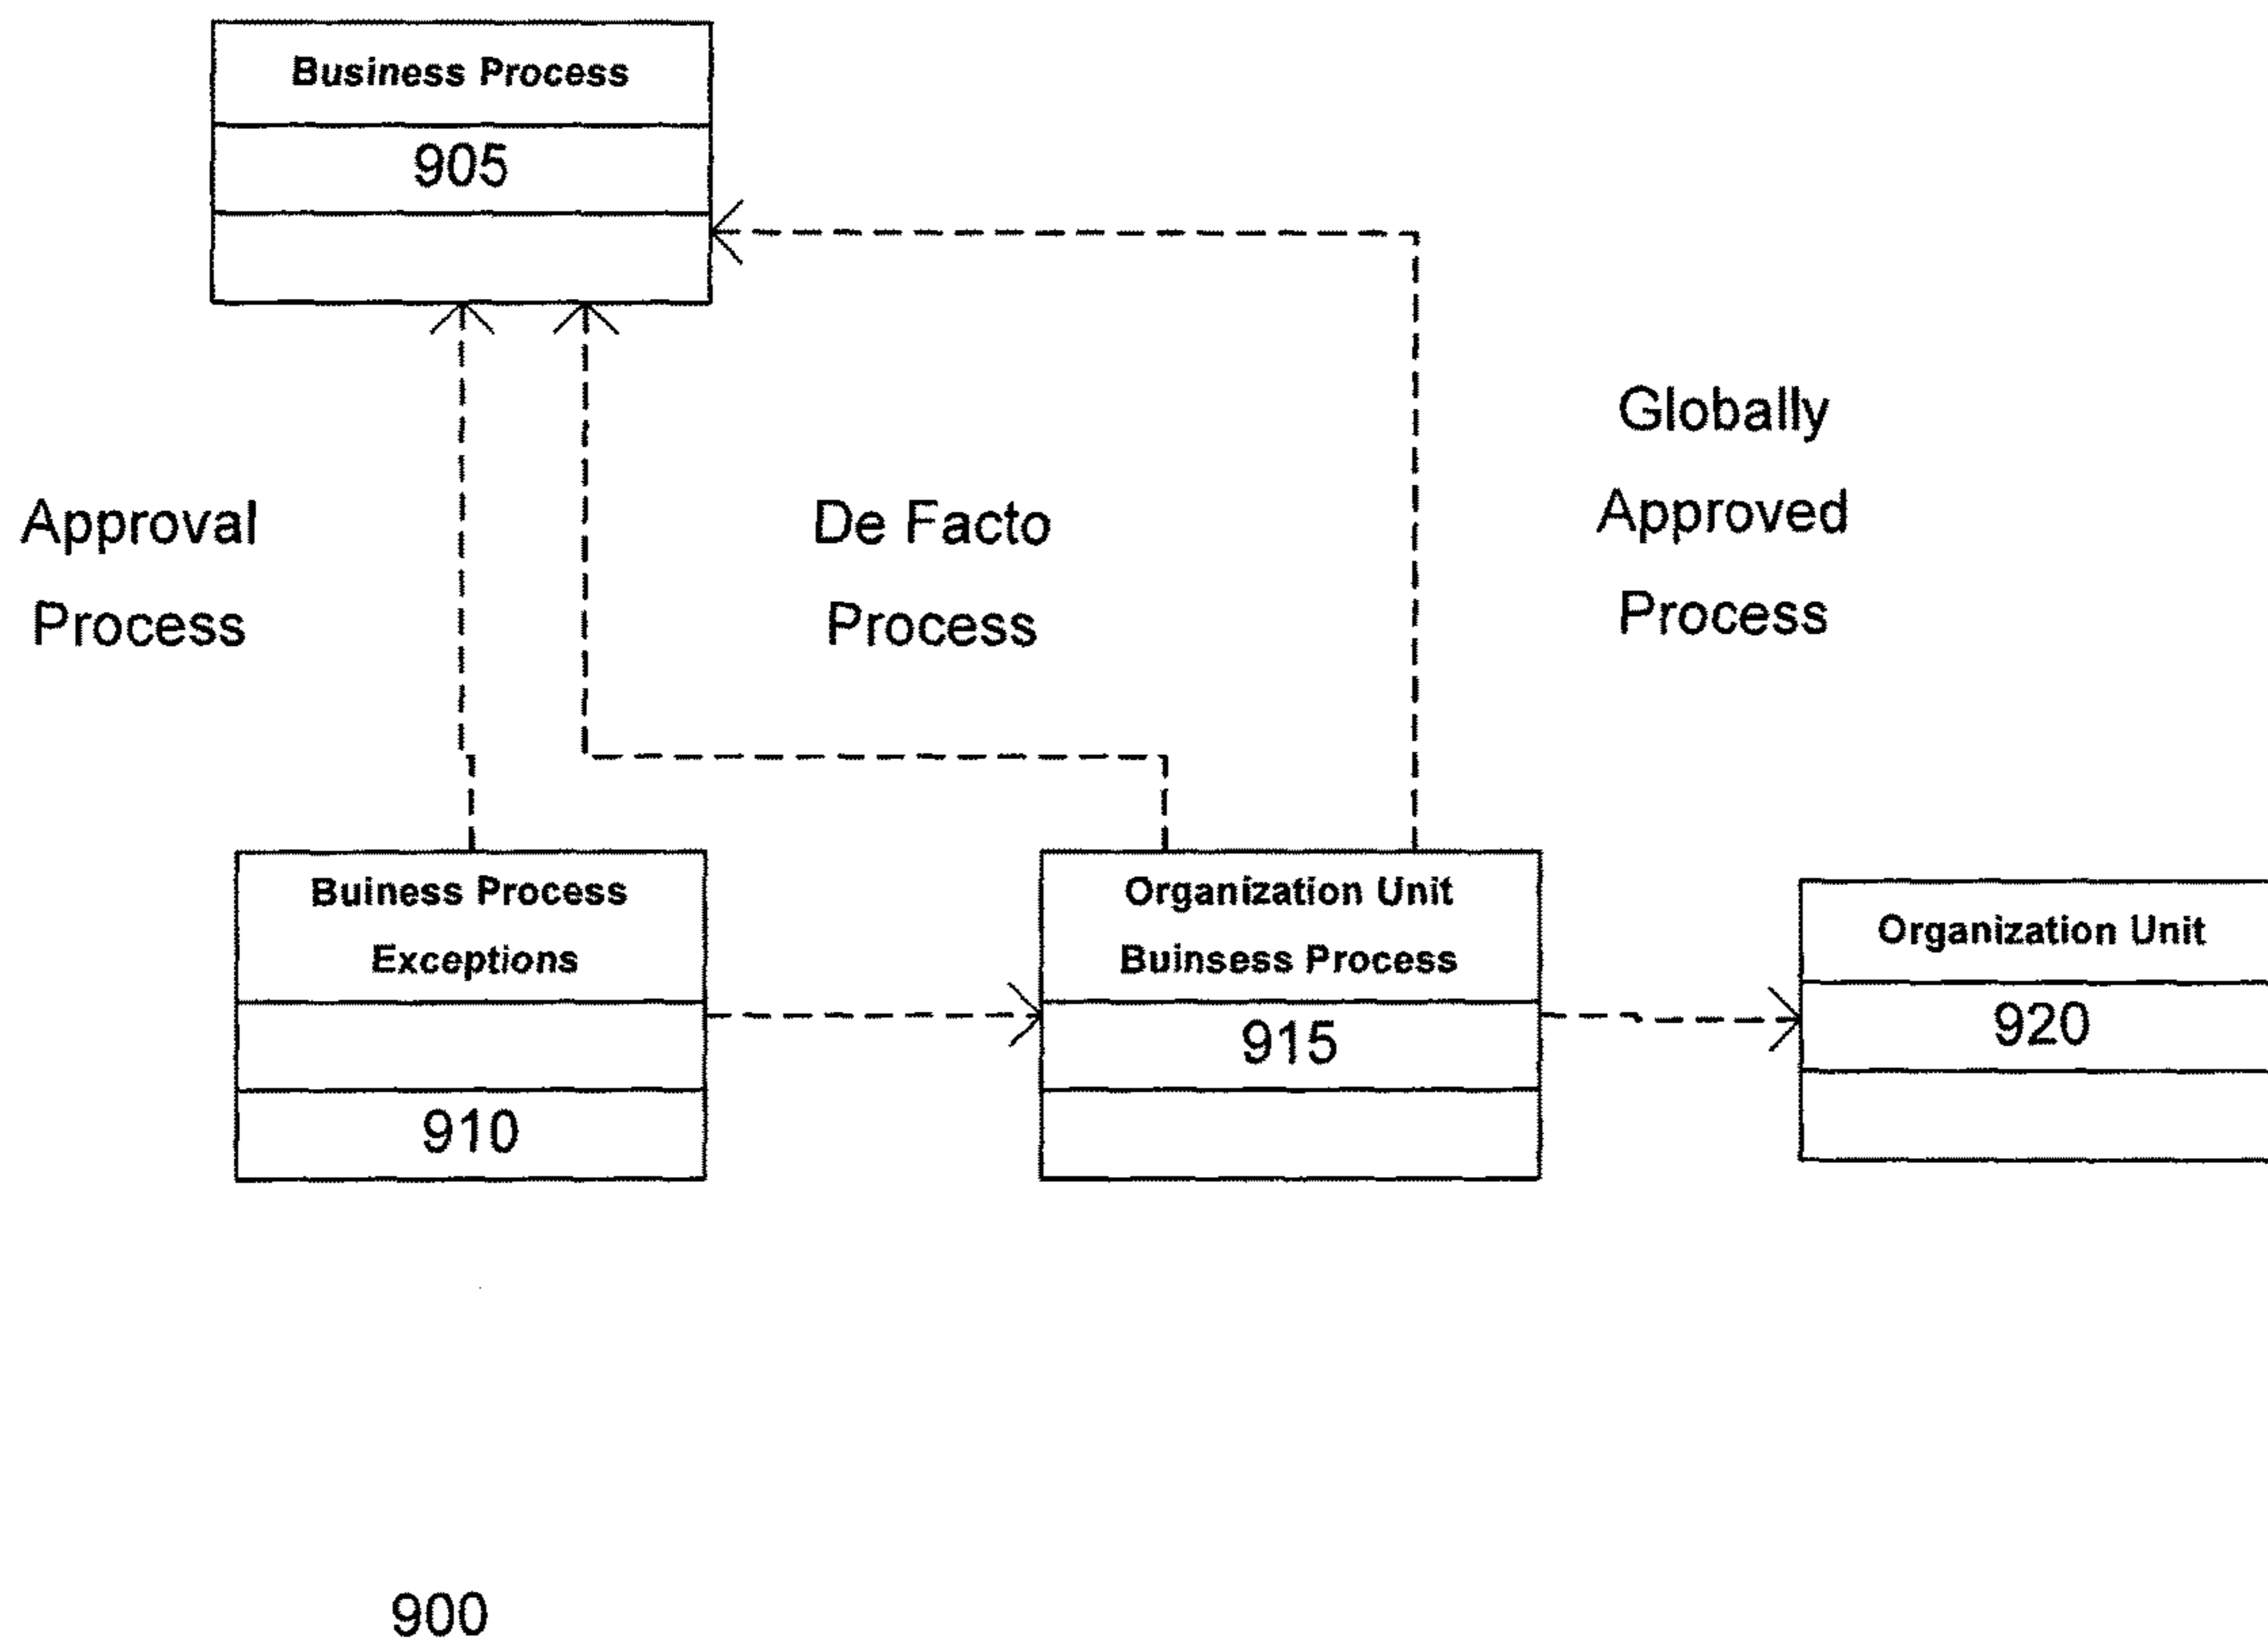 Business Process
905
Approval
Process
De Facto
Process
Globally
Approved
Process
Buiness Process
Exceptions
910
Organization Unit
Buinsess Process
915
Organization Unit
920
900